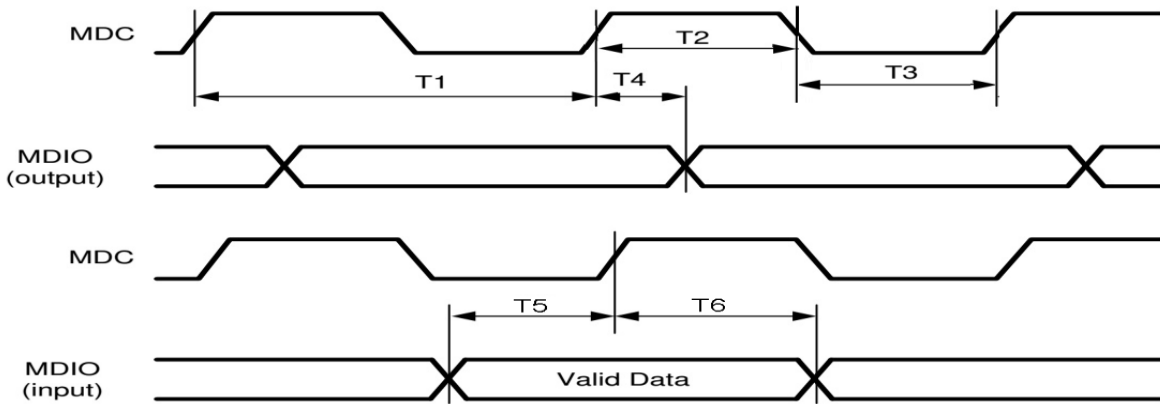 MDC
T2
T3
T1
T4
MDIO
(output)
MDC
T5
T6
MDIO
(input)
Valid Data